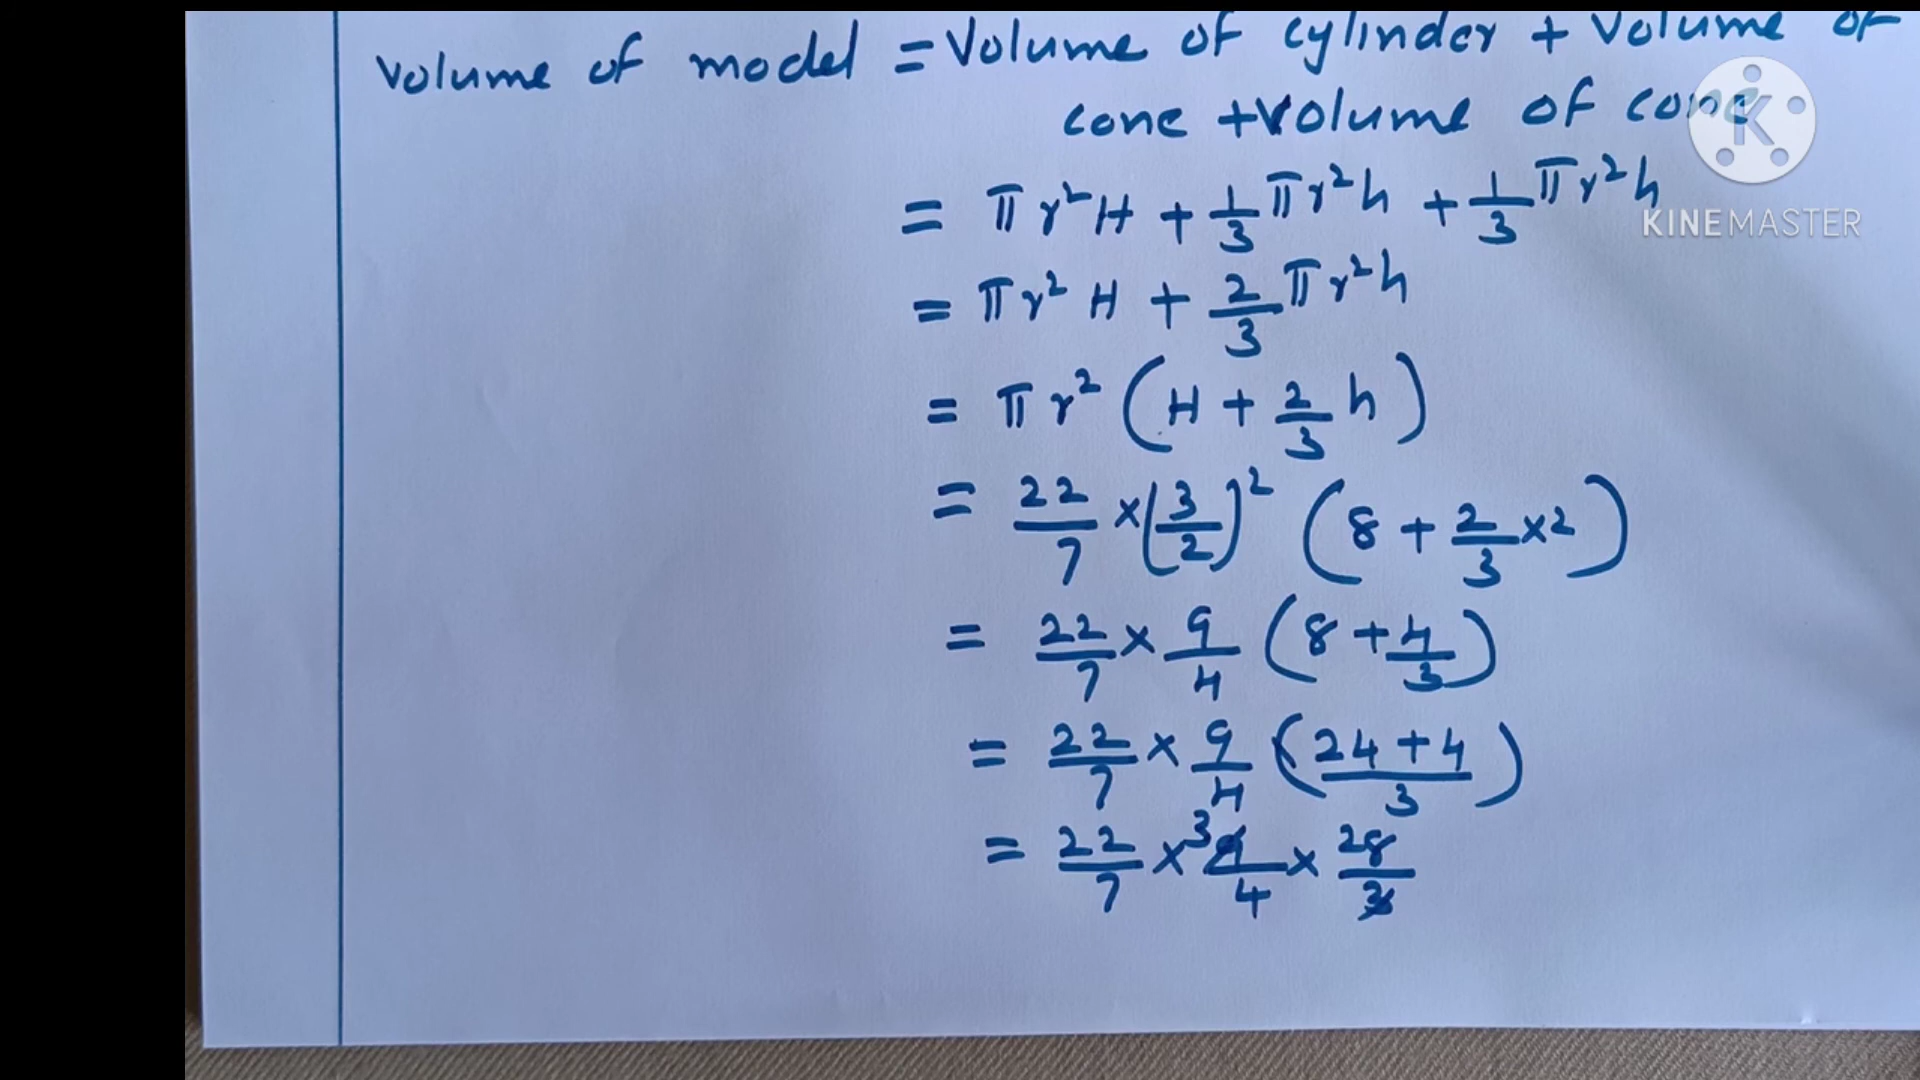 Volume of model = Volume of cylinder + Volume of
cone + Volume of cone
= πr²H + 1/3 πr²h + 1/3 πr²h
= πr²H + 2/3 πr²h
= πr² (H + 2/3 h)
= 22/7 × (3/2)² (8 + 2/3 × 2)
= 22/7 × 9/4 (8 + 4/3)
= 22/7 × 9/4 (24 + 4/3)
= 22/7 × ³9/4 × 28/3
K
KINEMASTER